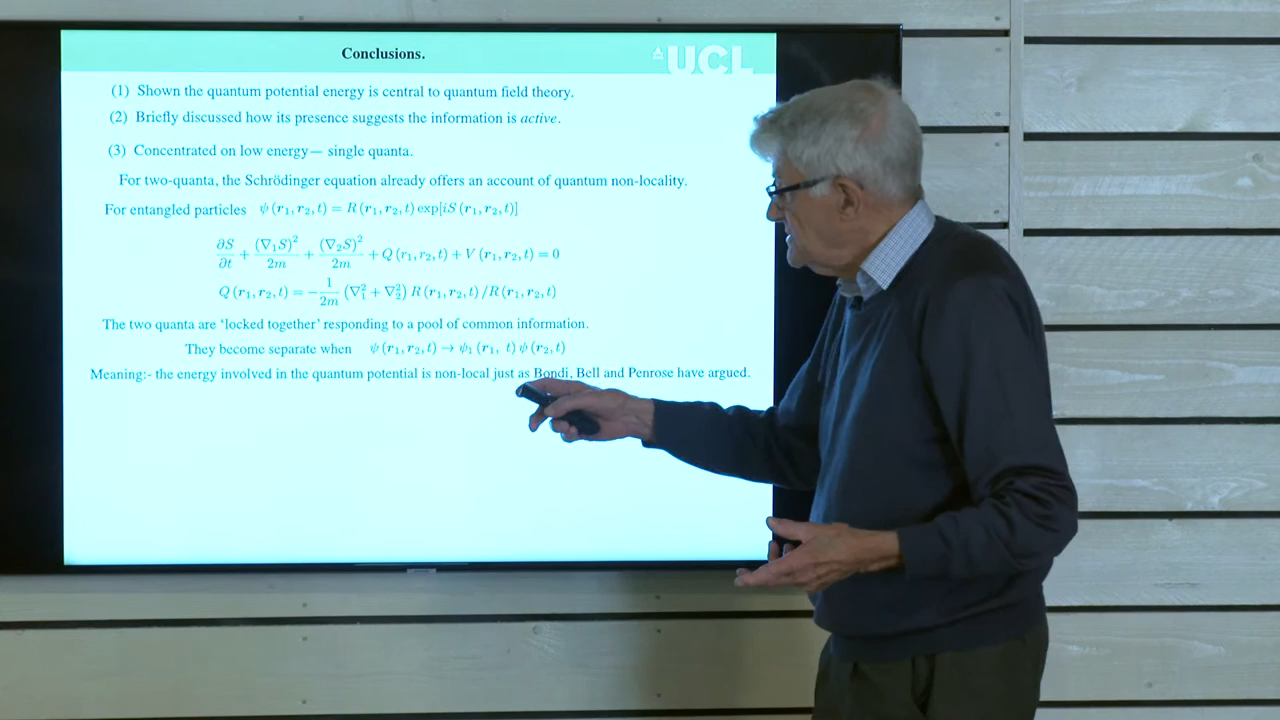 Conclusions.
UCL
(1) Shown the quantum potential energy is central to quantum field theory.
(2) Briefly discussed how its presence suggests the information is active.
(3) Concentrated on low energy— single quanta.
For two-quanta, the Schrödinger equation already offers an account of quantum non-locality.
For entangled particles ψ(r₁,r₂,t) = R(r₁,r₂,t) exp[iS(r₁,r₂,t)]
∂S/∂t + (∇₁S)²/2m + (∇₂S)²/2m + Q(r₁,r₂,t) + V(r₁,r₂,t) = 0
Q(r₁,r₂,t) = −1/2m (∇₁² + ∇₂²) R(r₁,r₂,t)/R(r₁,r₂,t)
The two quanta are ‘locked together’ responding to a pool of common information.
They become separate when ψ(r₁,r₂,t) → ψ₁(r₁, t) ψ(r₂,t)
Meaning:- the energy involved in the quantum potential is non-local just as Bondi, Bell and Penrose have argued.